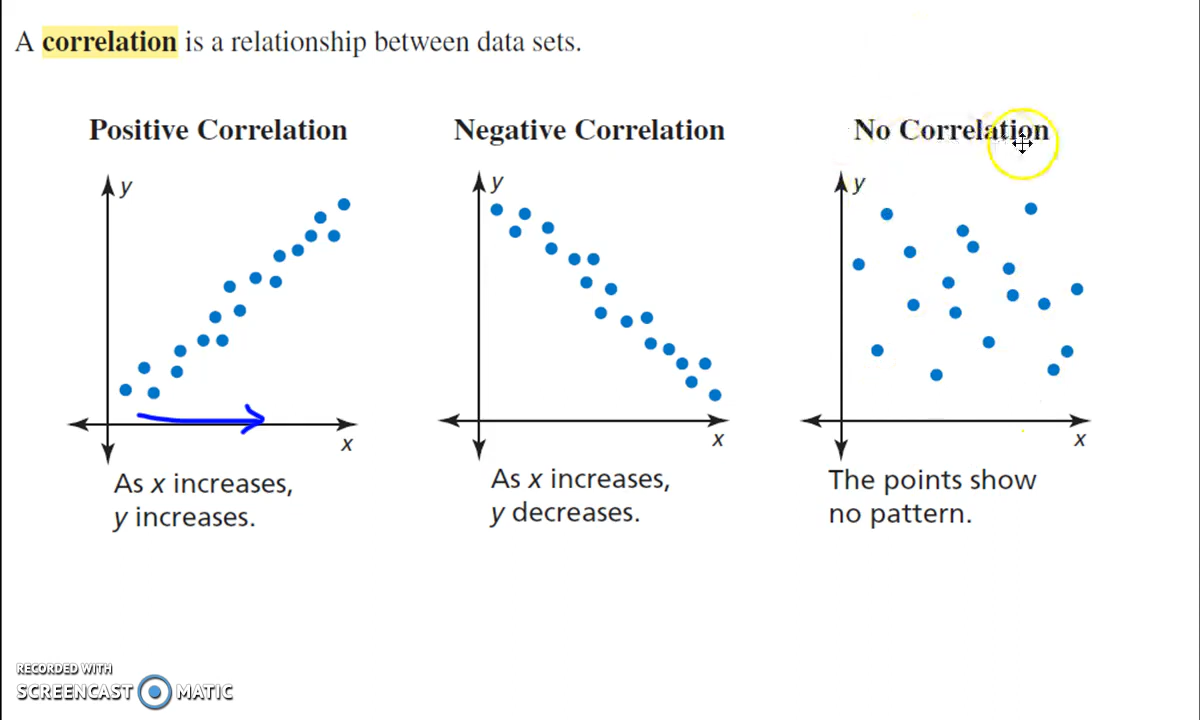 A correlation is a relationship between data sets.
Positive Correlation
Negative Correlation
No Correlation
y
y
y
x
x
x
As x increases,
y increases.
As x increases,
y decreases.
The points show
no pattern.
RECORDED WITH
SCREENCAST MATIC